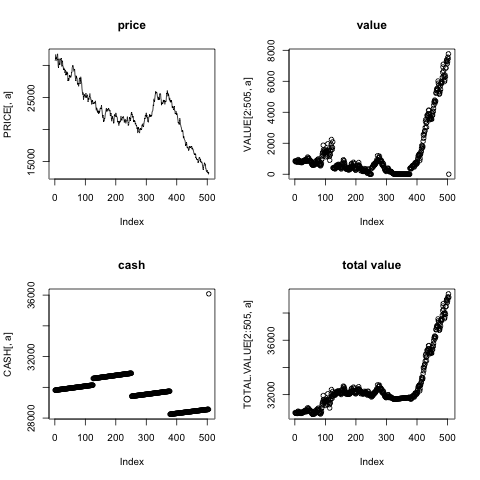 price
PRICE[, a]
15000 25000
0 100 200 300 400 500
Index
value
VALUE[2:505, a]
0 2000 4000 6000 8000
0 100 200 300 400 500
Index
cash
CASH[, a]
28000 32000 36000
0 100 200 300 400 500
Index
total value
TOTAL.VALUE[2:505, a]
32000 36000
0 100 200 300 400 500
Index